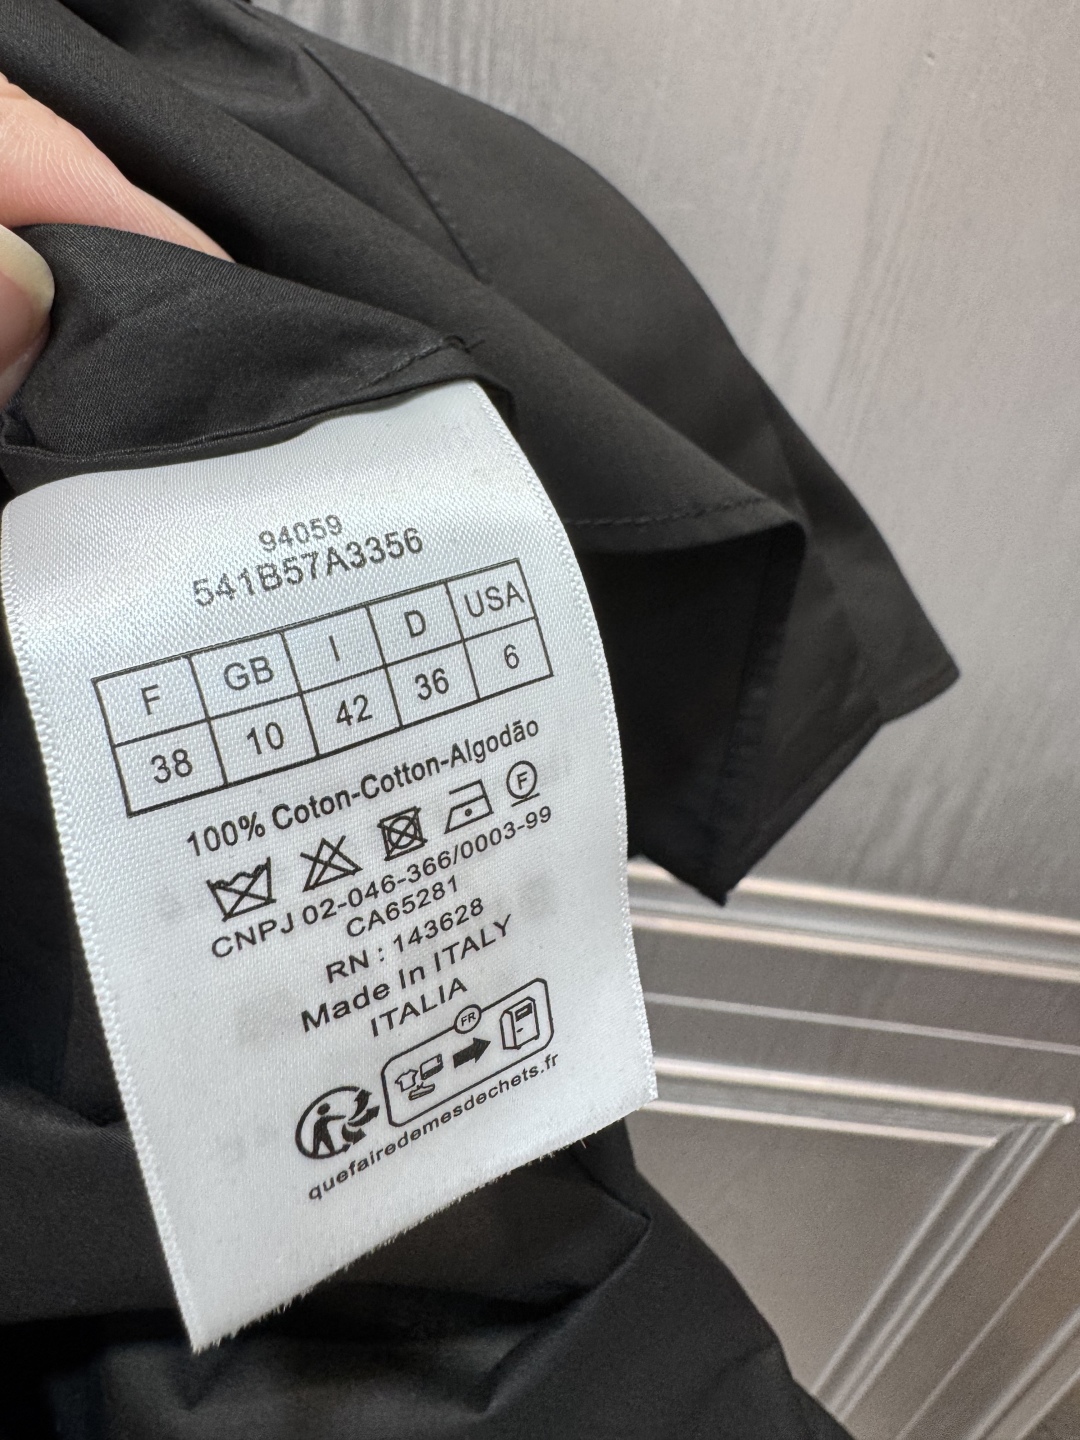 94059
541B57A3356
F GB I D USA
38 10 42 36 6
100% Coton-Cotton-Algodão
F
CNPJ 02-046-366/0003-99
CA65281
RN : 143628
Made In ITALY
ITALIA
FR
quefairedemesdechets.fr